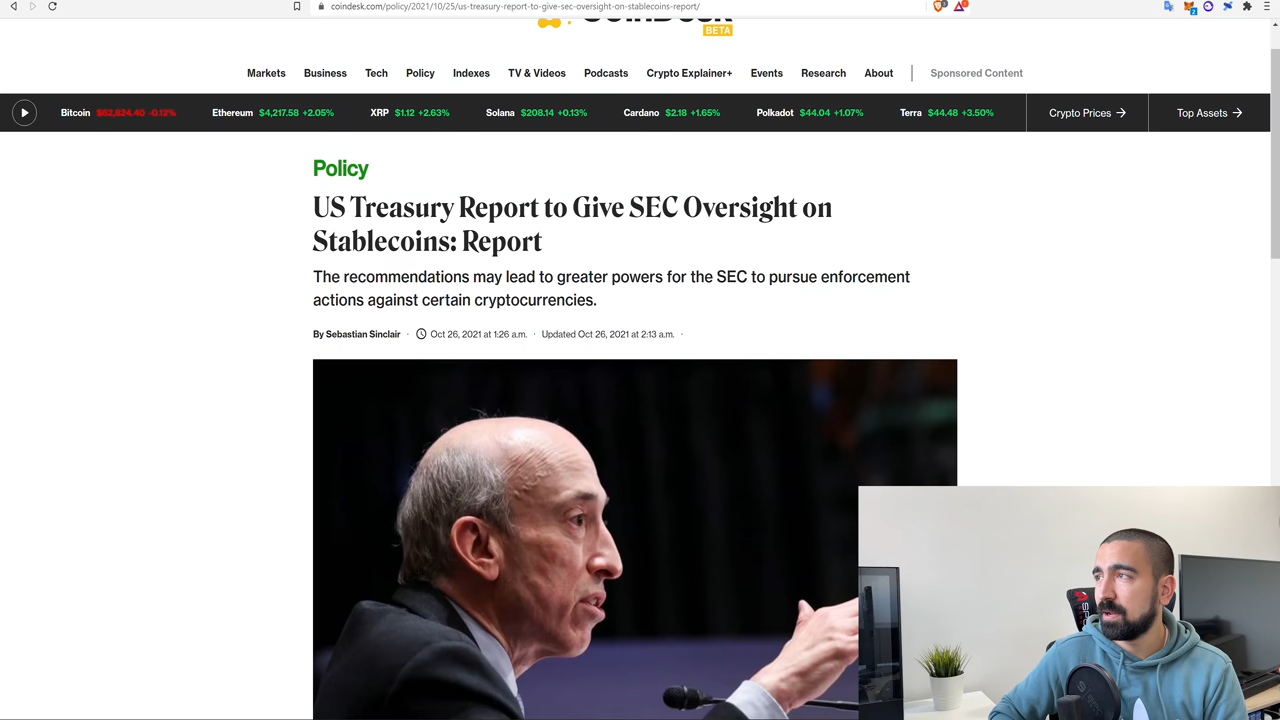 coindesk.com/policy/2021/10/25/us-treasury-report-to-give-sec-oversight-on-stablecoins-report/
BETA
Markets Business Tech Policy Indexes TV & Videos Podcasts Crypto Explainer+ Events Research About Sponsored Content
Bitcoin $62,824.40 -0.12% Ethereum $4,217.58 +2.05% XRP $1.12 +2.63% Solana $208.14 +0.13% Cardano $2.18 +1.65% Polkadot $44.04 +1.07% Terra $44.48 +3.50% Crypto Prices → Top Assets →
Policy
US Treasury Report to Give SEC Oversight on
Stablecoins: Report
The recommendations may lead to greater powers for the SEC to pursue enforcement
actions against certain cryptocurrencies.
By Sebastian Sinclair · Oct 26, 2021 at 1:26 a.m. · Updated Oct 26, 2021 at 2:13 a.m. ·